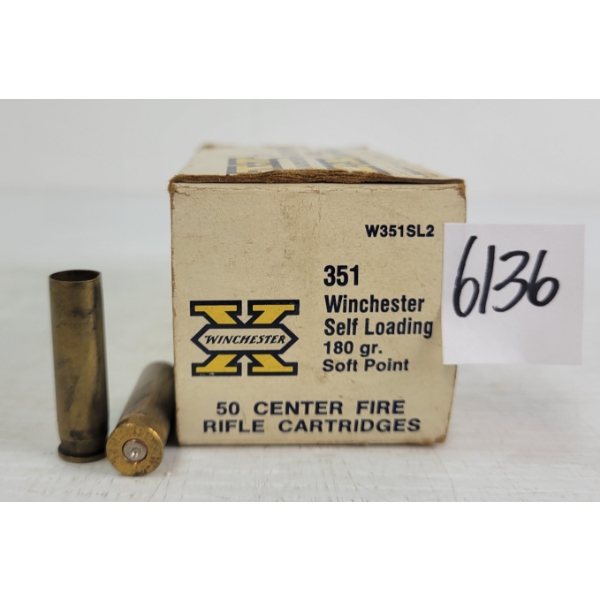 W351SL2
351
Winchester
Self Loading
180 gr.
Soft Point
WINCHESTER
50 CENTER FIRE
RIFLE CARTRIDGES
6136